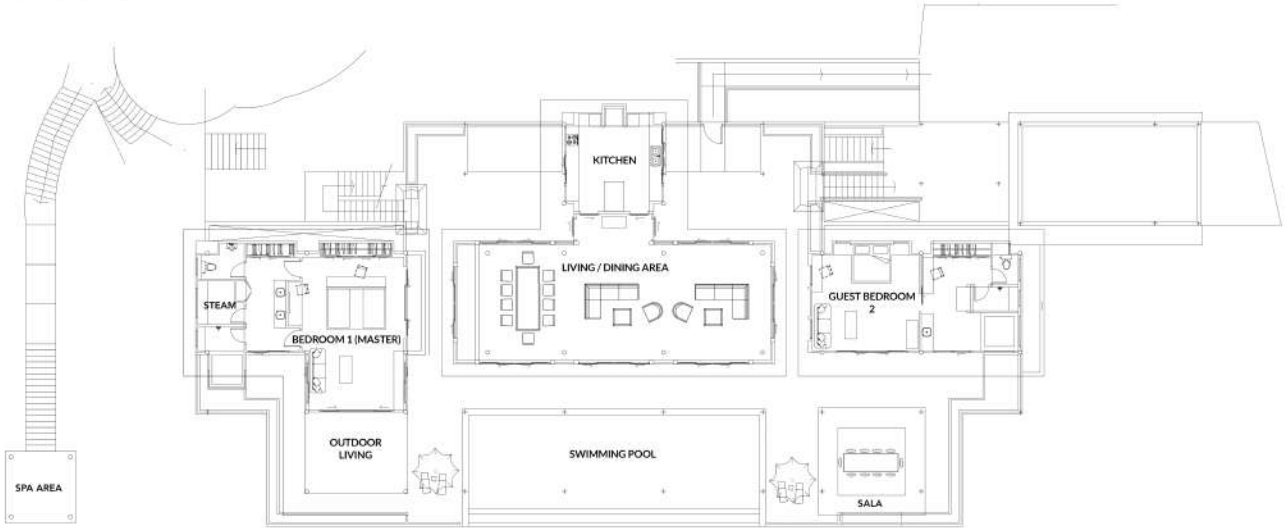 KITCHEN
LIVING / DINING AREA
STEAM
BEDROOM 1 (MASTER)
GUEST BEDROOM
2
OUTDOOR
LIVING
SWIMMING POOL
SPA AREA
SALA